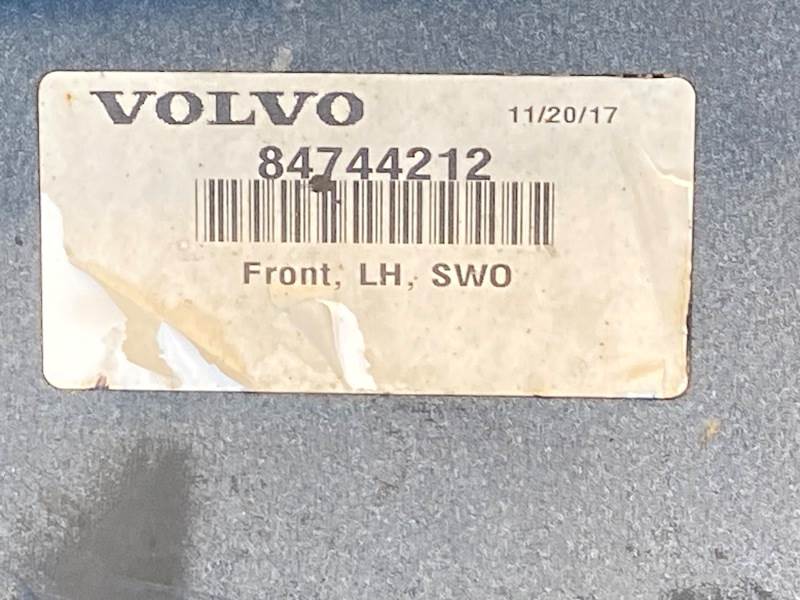 VOLVO 11/20/17
84744212
Front, LH, SWO